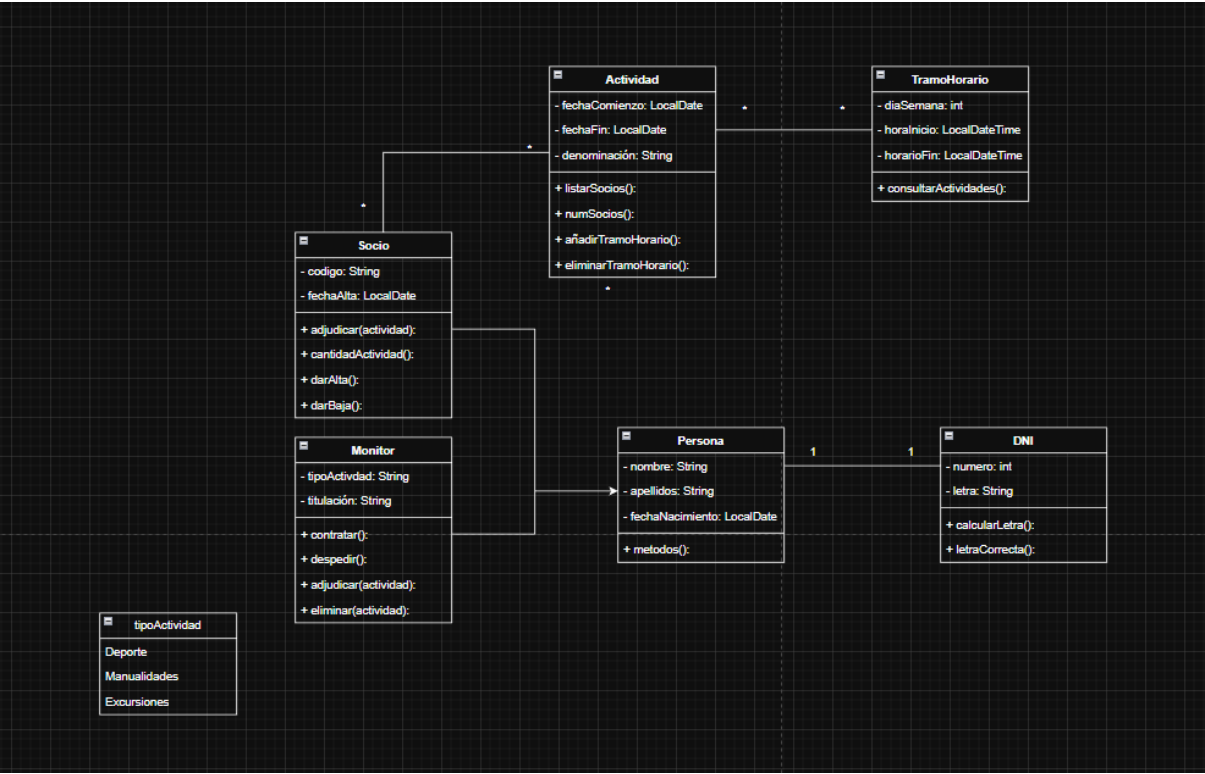 Actividad
- fechaComienzo: LocalDate
- fechaFin: LocalDate
- denominación: String
+ listarSocios():
+ numSocios():
+ añadirTramoHorario():
+ eliminarTramoHorario():
*
*
TramoHorario
- diaSemana: int
- horaInicio: LocalDateTime
- horarioFin: LocalDateTime
+ consultarActividades():
*
*
*
Socio
- codigo: String
- fechaAlta: LocalDate
+ adjudicar(actividad):
+ cantidadActividad():
+ darAlta():
+ darBaja():
Monitor
- tipoActivdad: String
- titulación: String
+ contratar():
+ despedir():
+ adjudicar(actividad):
+ eliminar(actividad):
Persona
- nombre: String
- apellidos: String
- fechaNacimiento: LocalDate
+ metodos():
1
1
DNI
- numero: int
- letra: String
+ calcularLetra():
+ letraCorrecta():
tipoActividad
Deporte
Manualidades
Excursiones